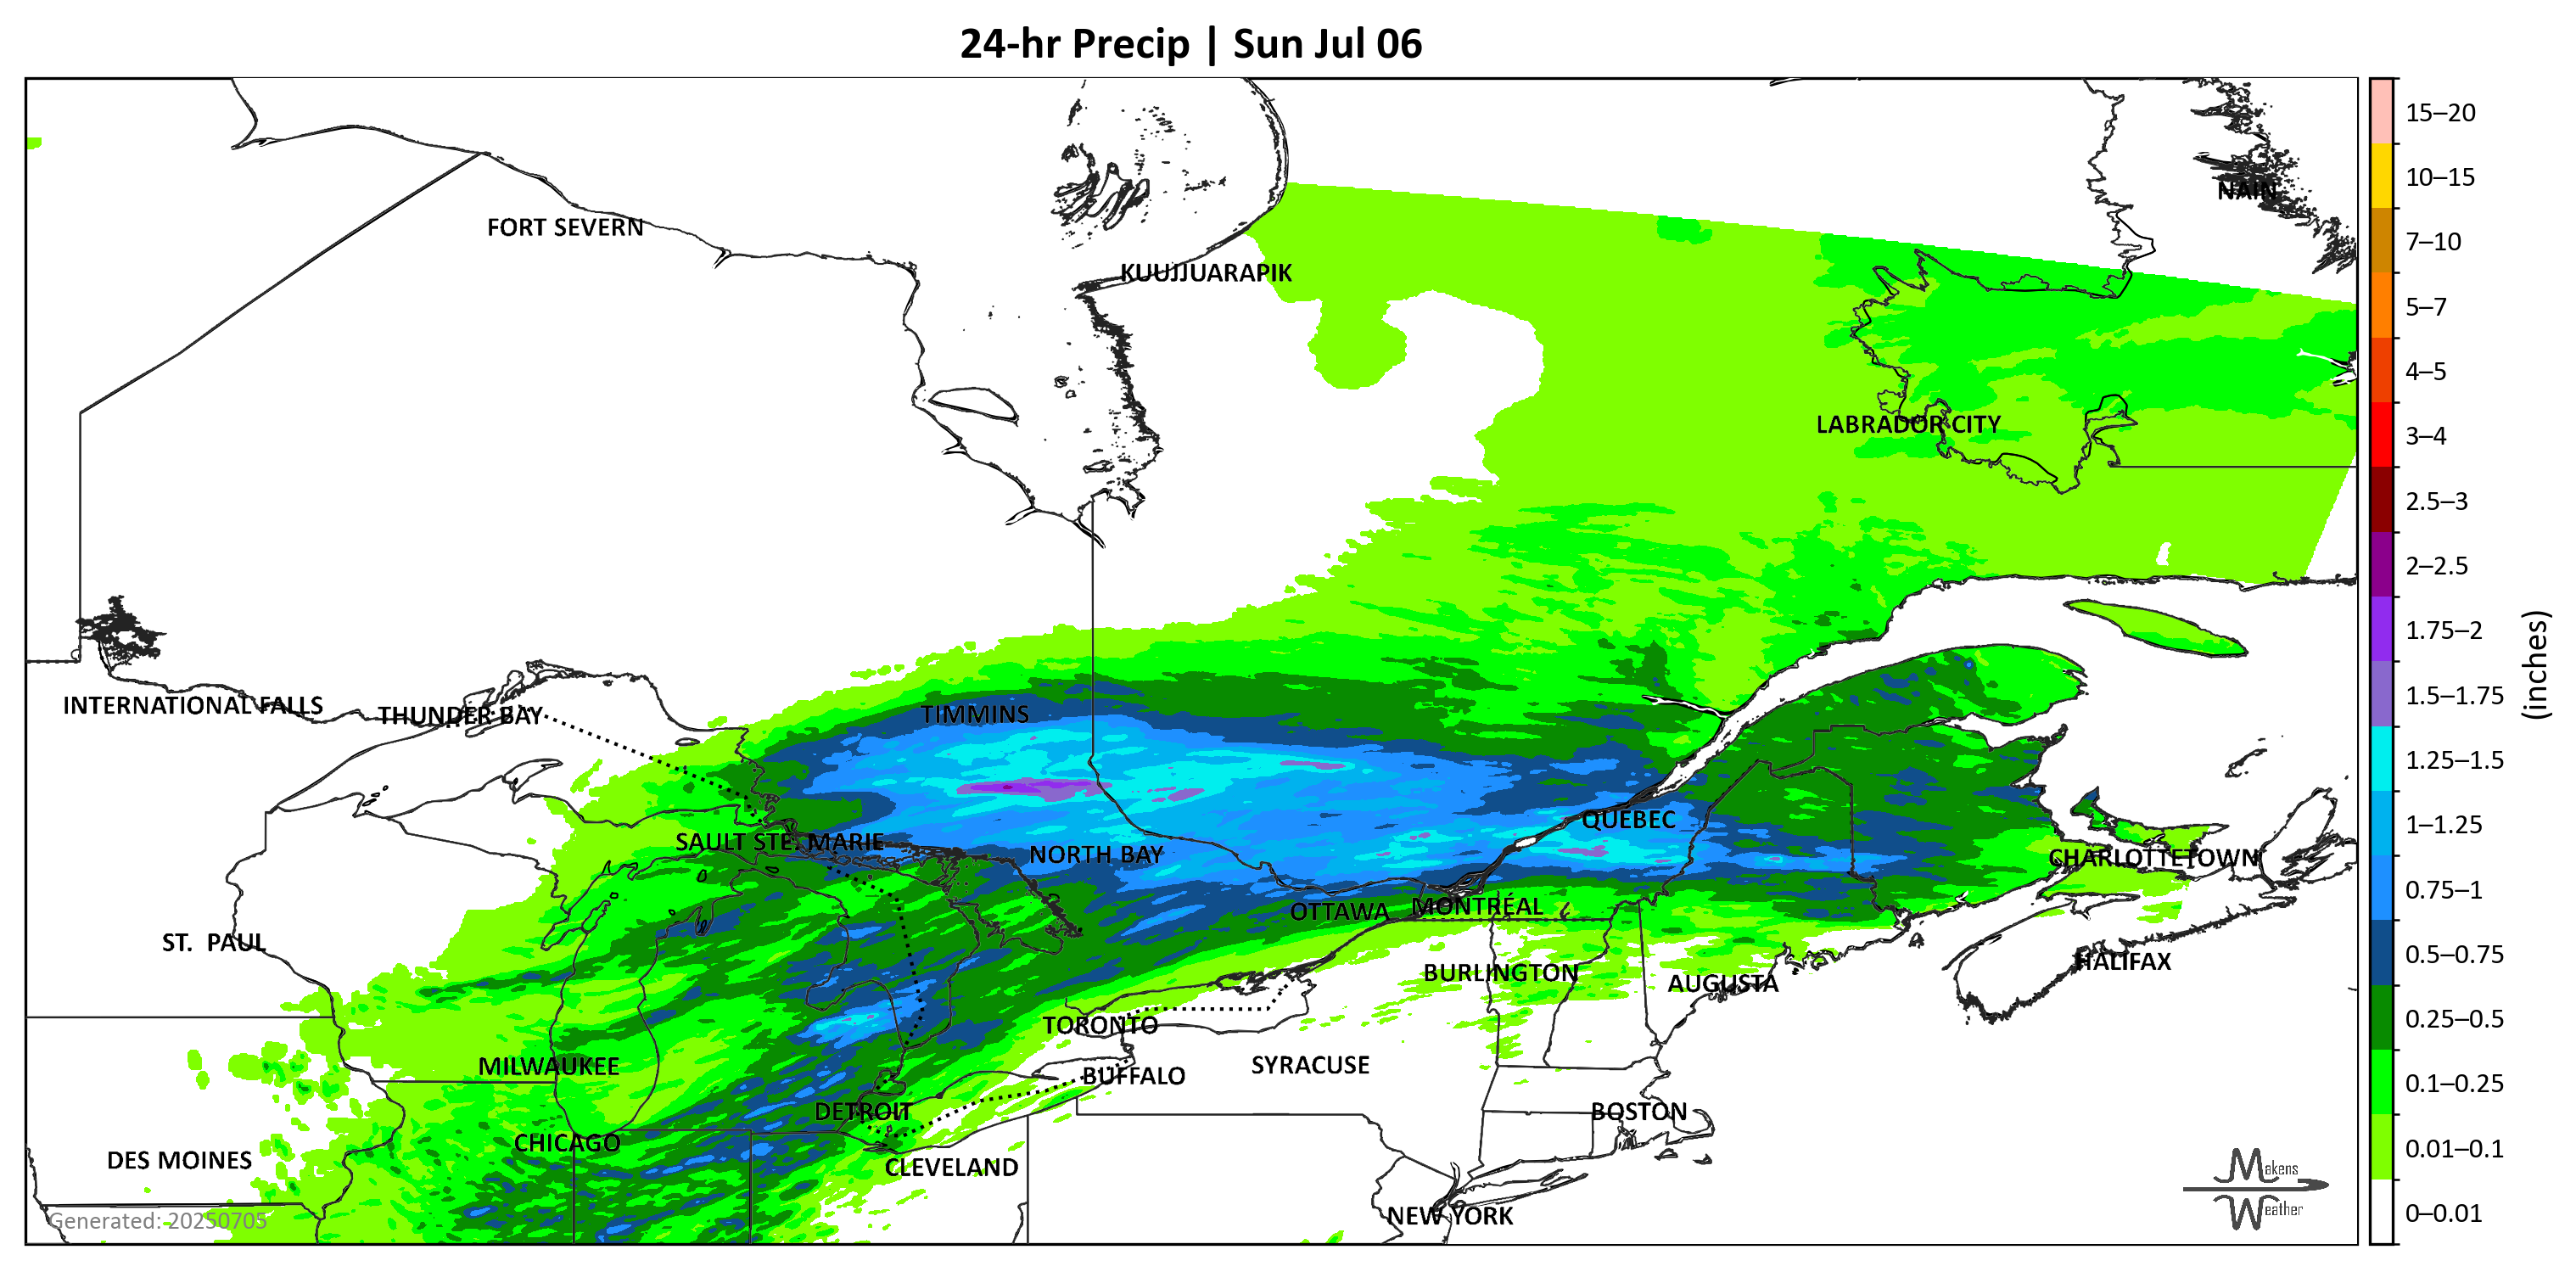 24-hr Precip | Sun Jul 06
15–20
10–15
7–10
5–7
4–5
3–4
2.5–3
2–2.5
1.75–2
1.5–1.75
1.25–1.5
1–1.25
0.75–1
0.5–0.75
0.25–0.5
0.1–0.25
0.01–0.1
0–0.01
(inches)
NAIN
FORT SEVERN
KUUJJUARAPIK
LABRADOR CITY
INTERNATIONAL FALLS
THUNDER BAY
TIMMINS
QUÉBEC
SAULT STE. MARIE
NORTH BAY
CHARLOTTETOWN
OTTAWA
MONTRÉAL
ST. PAUL
HALIFAX
BURLINGTON
AUGUSTA
TORONTO
MILWAUKEE
SYRACUSE
BUFFALO
DETROIT
BOSTON
CHICAGO
DES MOINES
CLEVELAND
NEW YORK
Generated: 20250705
Makens
Weather